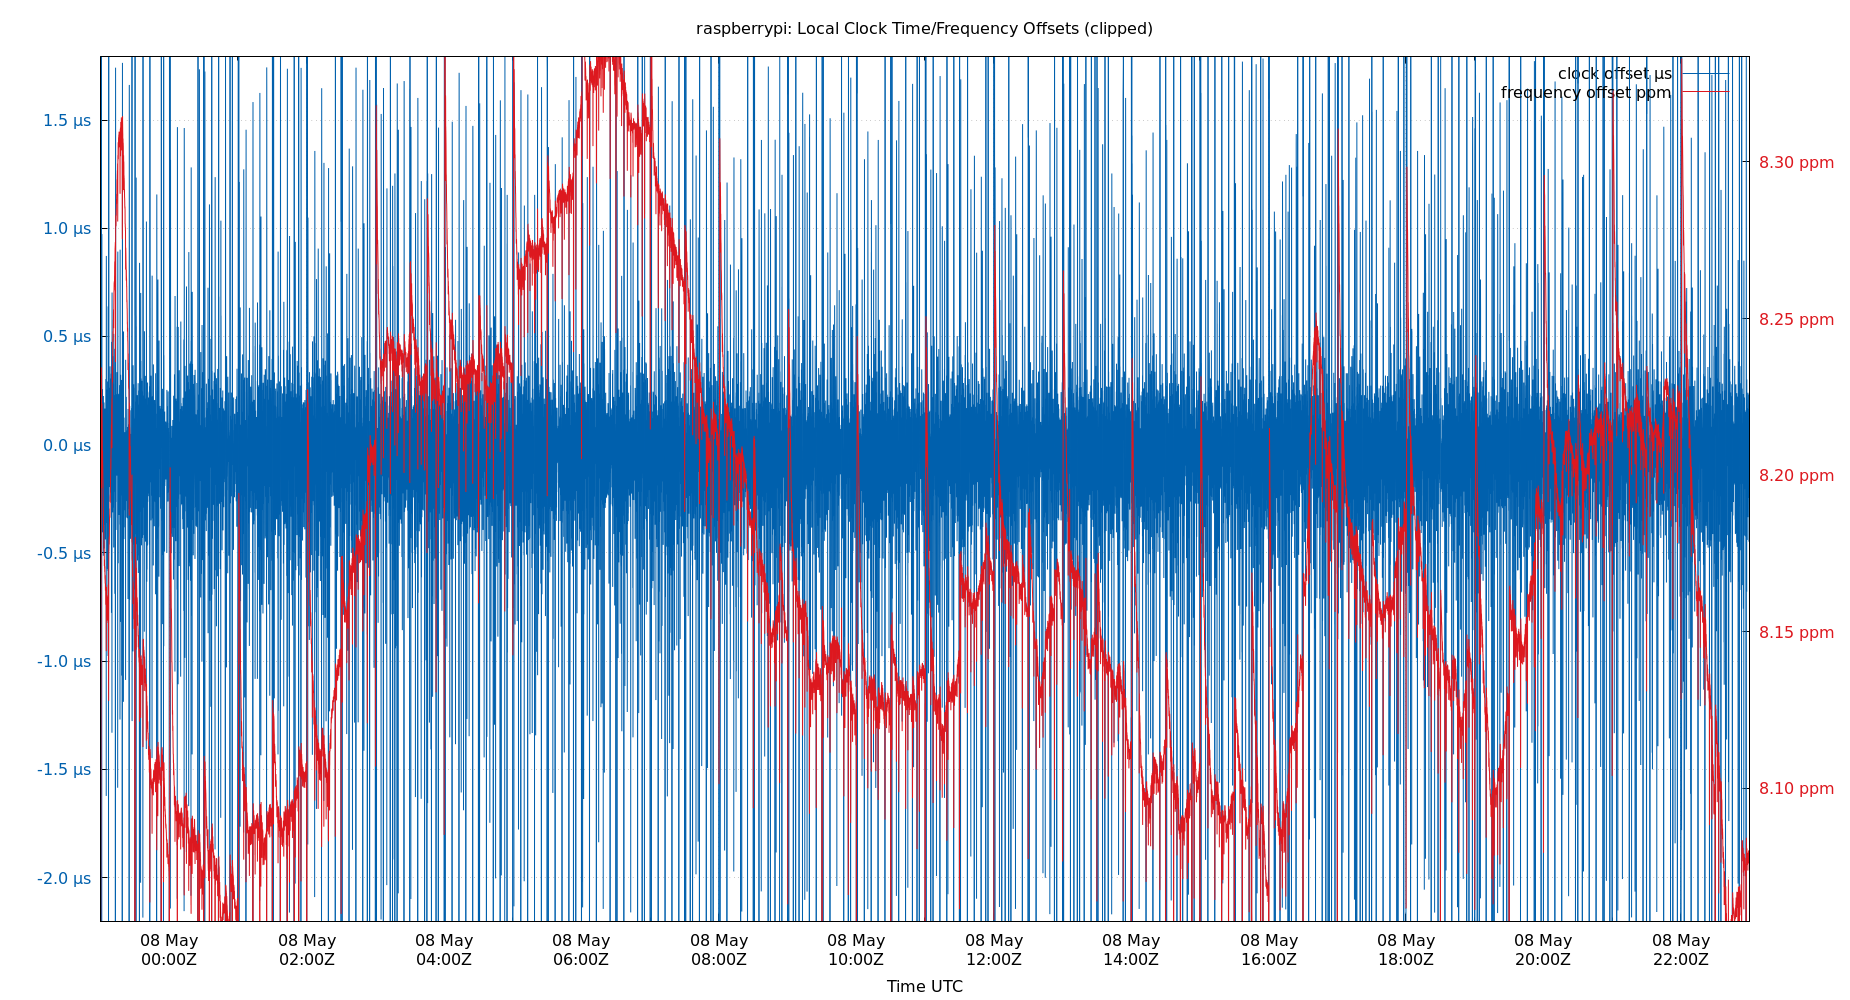 raspberrypi: Local Clock Time/Frequency Offsets (clipped)
clock offset µs
frequency offset ppm
1.5 µs
1.0 µs
0.5 µs
0.0 µs
-0.5 µs
-1.0 µs
-1.5 µs
-2.0 µs
8.30 ppm
8.25 ppm
8.20 ppm
8.15 ppm
8.10 ppm
08 May 08 May 08 May 08 May 08 May 08 May 08 May 08 May 08 May 08 May 08 May 08 May
00:00Z 02:00Z 04:00Z 06:00Z 08:00Z 10:00Z 12:00Z 14:00Z 16:00Z 18:00Z 20:00Z 22:00Z
Time UTC